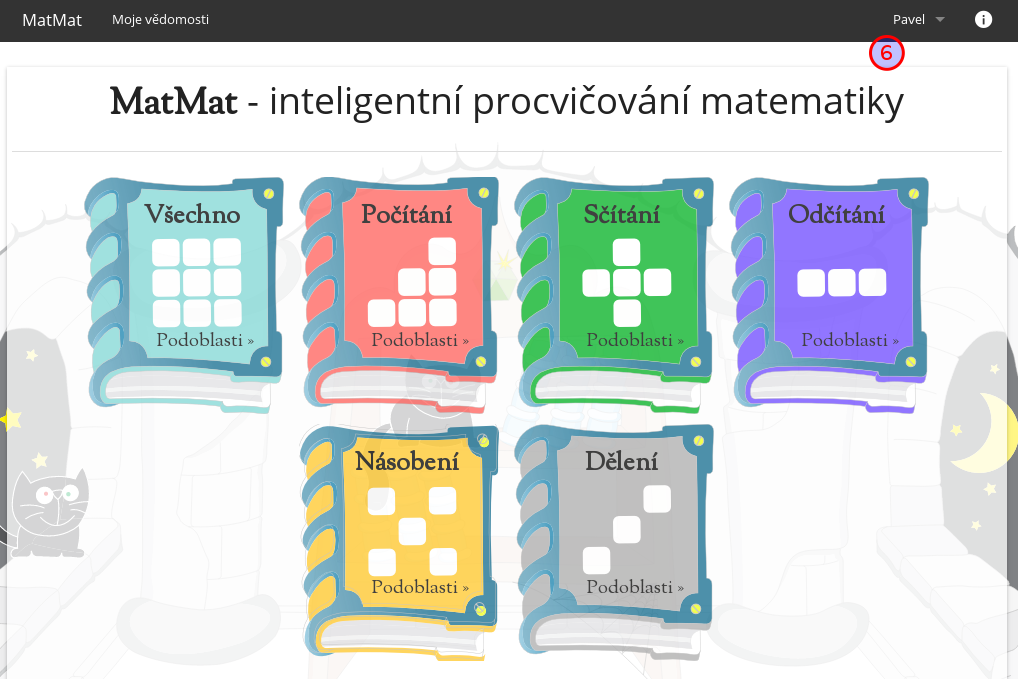 MatMat Moje vědomosti Pavel
6
MatMat - inteligentní procvičování matematiky
Všechno Počítání Sčítání Odčítání
Podoblasti » Podoblasti » Podoblasti » Podoblasti »
Násobení Dělení
Podoblasti » Podoblasti »